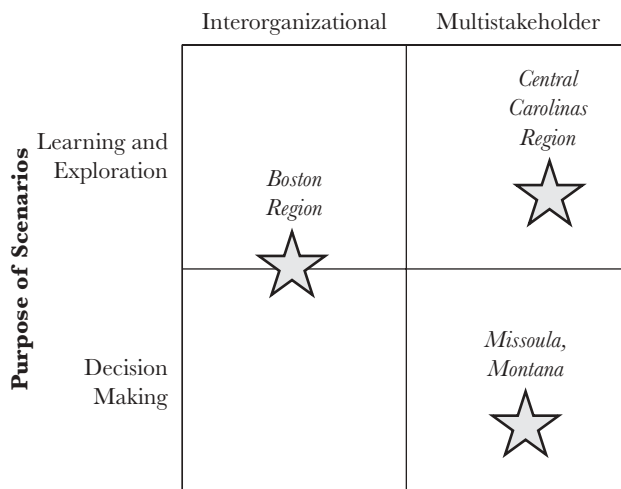 Interorganizational
Multistakeholder
Purpose of Scenarios
Learning and
Exploration
Boston
Region
Central
Carolinas
Region
Decision
Making
Missoula,
Montana